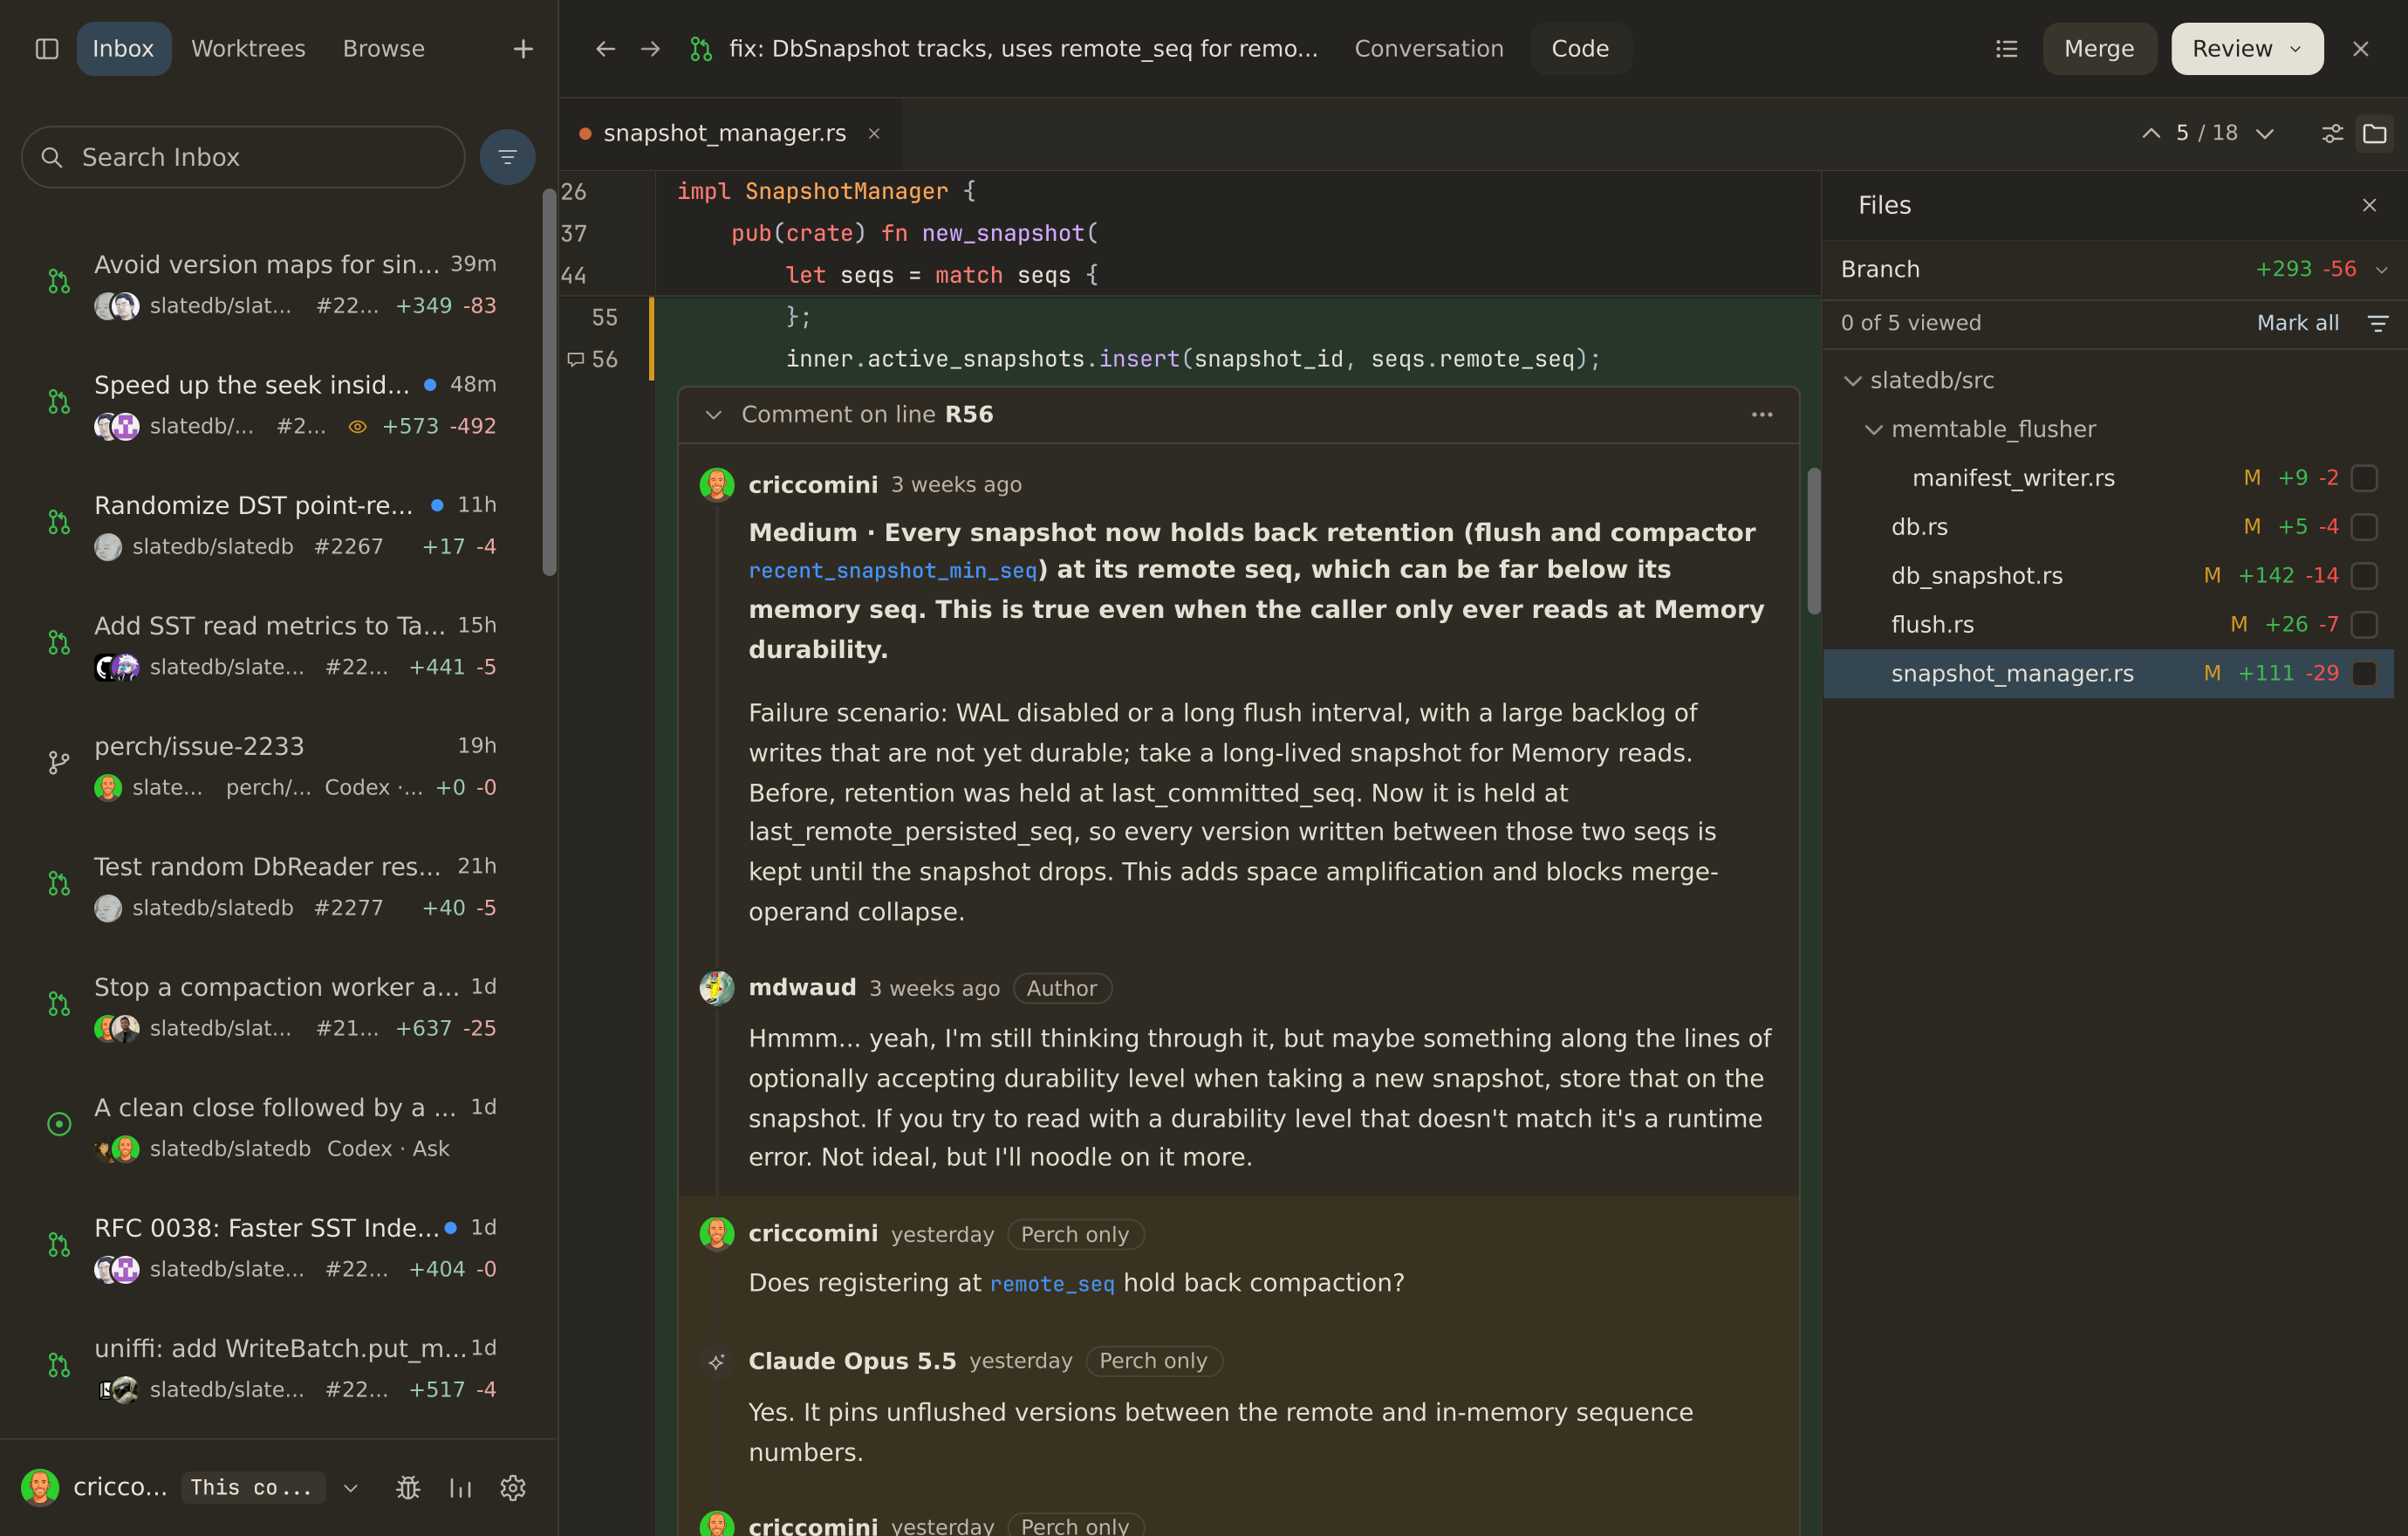 Inbox Worktrees Browse
Search Inbox
Avoid version maps for sin... 39m
slatedb/slat... #22... +349 -83
Speed up the seek insid... 48m
slatedb/... #2... +573 -492
Randomize DST point-re... 11h
slatedb/slatedb #2267 +17 -4
Add SST read metrics to Ta... 15h
slatedb/slate... #22... +441 -5
perch/issue-2233 19h
slate... perch/... Codex ·... +0 -0
Test random DbReader res... 21h
slatedb/slatedb #2277 +40 -5
Stop a compaction worker a... 1d
slatedb/slat... #21... +637 -25
A clean close followed by a ... 1d
slatedb/slatedb Codex · Ask
RFC 0038: Faster SST Inde... 1d
slatedb/slate... #22... +404 -0
uniffi: add WriteBatch.put_m... 1d
slatedb/slate... #22... +517 -4
cricco... This co...
fix: DbSnapshot tracks, uses remote_seq for remo... Conversation Code
Merge Review
snapshot_manager.rs
5 / 18
26 impl SnapshotManager {
37 pub(crate) fn new_snapshot(
44 let seqs = match seqs {
55 };
56 inner.active_snapshots.insert(snapshot_id, seqs.remote_seq);
Comment on line R56
criccomini 3 weeks ago
Medium · Every snapshot now holds back retention (flush and compactor
recent_snapshot_min_seq) at its remote seq, which can be far below its
memory seq. This is true even when the caller only ever reads at Memory
durability.
Failure scenario: WAL disabled or a long flush interval, with a large backlog of
writes that are not yet durable; take a long-lived snapshot for Memory reads.
Before, retention was held at last_committed_seq. Now it is held at
last_remote_persisted_seq, so every version written between those two seqs is
kept until the snapshot drops. This adds space amplification and blocks merge-
operand collapse.
mdwaud 3 weeks ago Author
Hmmm... yeah, I'm still thinking through it, but maybe something along the lines of
optionally accepting durability level when taking a new snapshot, store that on the
snapshot. If you try to read with a durability level that doesn't match it's a runtime
error. Not ideal, but I'll noodle on it more.
criccomini yesterday Perch only
Does registering at remote_seq hold back compaction?
Claude Opus 5.5 yesterday Perch only
Yes. It pins unflushed versions between the remote and in-memory sequence
numbers.
criccomini yesterday Perch only
Files
Branch +293 -56
0 of 5 viewed Mark all
slatedb/src
memtable_flusher
manifest_writer.rs M +9 -2
db.rs M +5 -4
db_snapshot.rs M +142 -14
flush.rs M +26 -7
snapshot_manager.rs M +111 -29